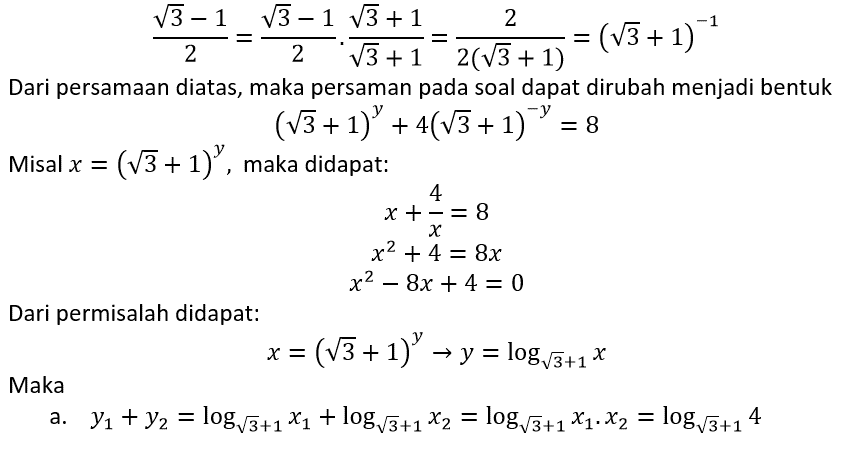 (√3 − 1)/2 = (√3 − 1)/2 . (√3 + 1)/(√3 + 1) = 2/(2(√3 + 1)) = (√3 + 1)⁻¹
Dari persamaan diatas, maka persaman pada soal dapat dirubah menjadi bentuk
(√3 + 1)^y + 4(√3 + 1)^(−y) = 8
Misal x = (√3 + 1)^y, maka didapat:
x + 4/x = 8
x² + 4 = 8x
x² − 8x + 4 = 0
Dari permisalah didapat:
x = (√3 + 1)^y → y = log_(√3+1) x
Maka
a. y₁ + y₂ = log_(√3+1) x₁ + log_(√3+1) x₂ = log_(√3+1) x₁. x₂ = log_(√3+1) 4